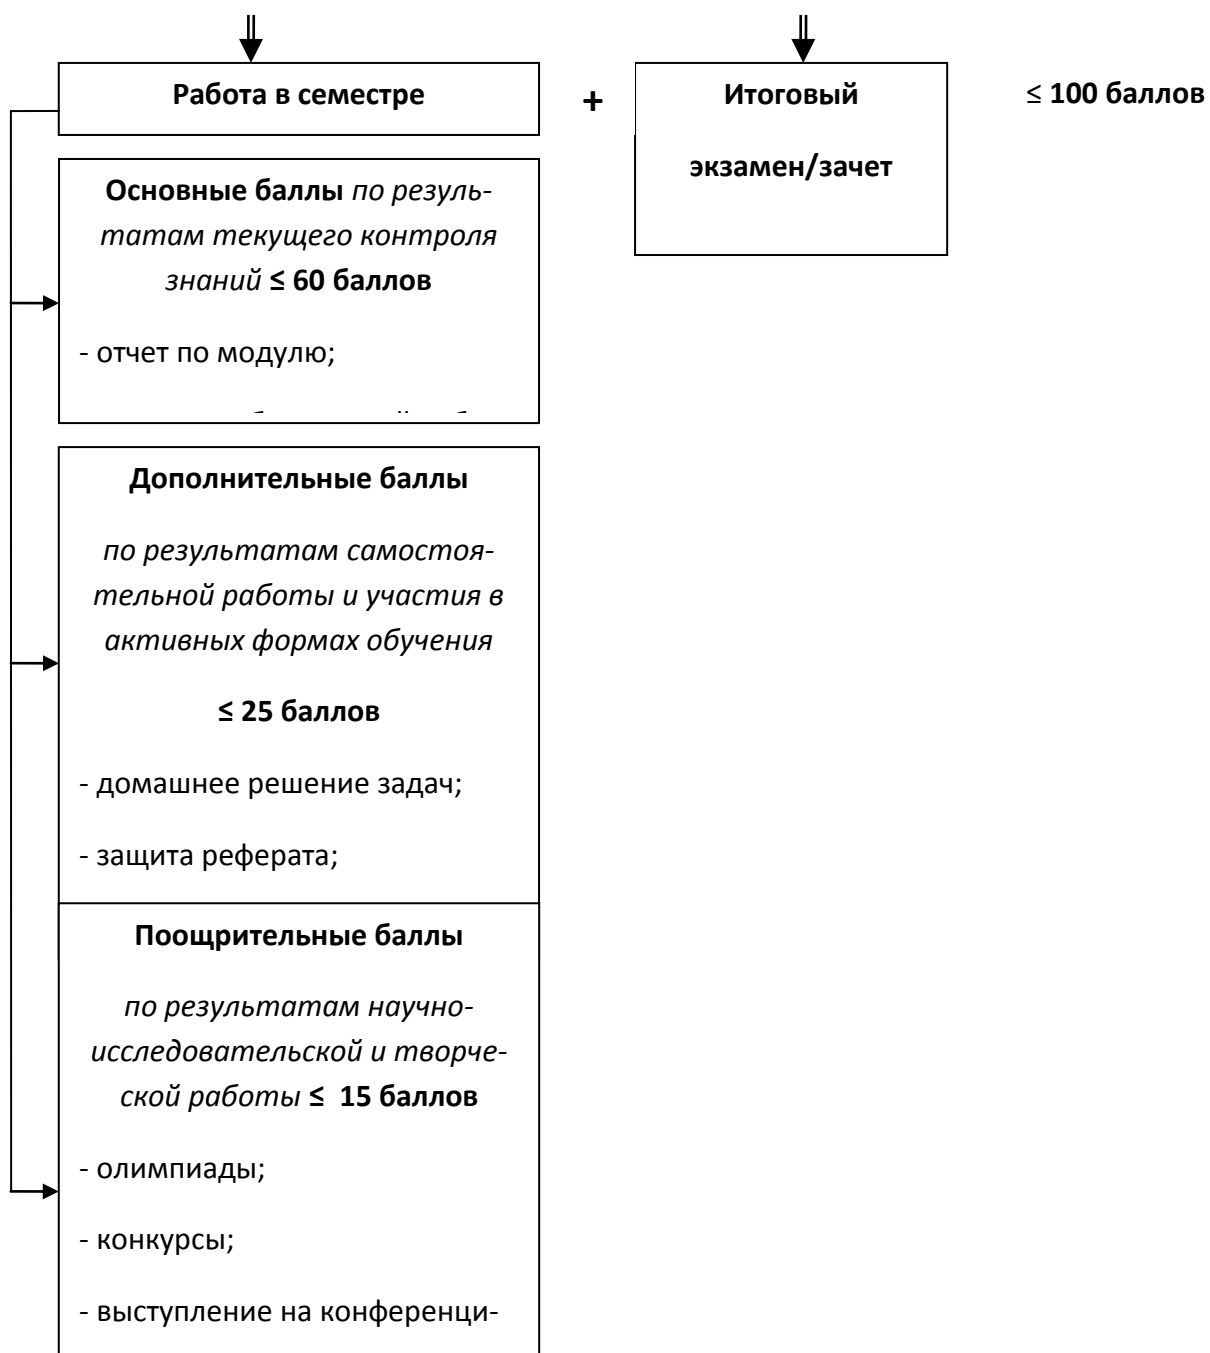 Работа в семестре
+
Итоговый
экзамен/зачет
≤ 100 баллов
Основные баллы по резуль-
татам текущего контроля
знаний ≤ 60 баллов
- отчет по модулю;
Дополнительные баллы
по результатам самостоя-
тельной работы и участия в
активных формах обучения
≤ 25 баллов
- домашнее решение задач;
- защита реферата;
Поощрительные баллы
по результатам научно-
исследовательской и творче-
ской работы ≤ 15 баллов
- олимпиады;
- конкурсы;
- выступление на конференци-